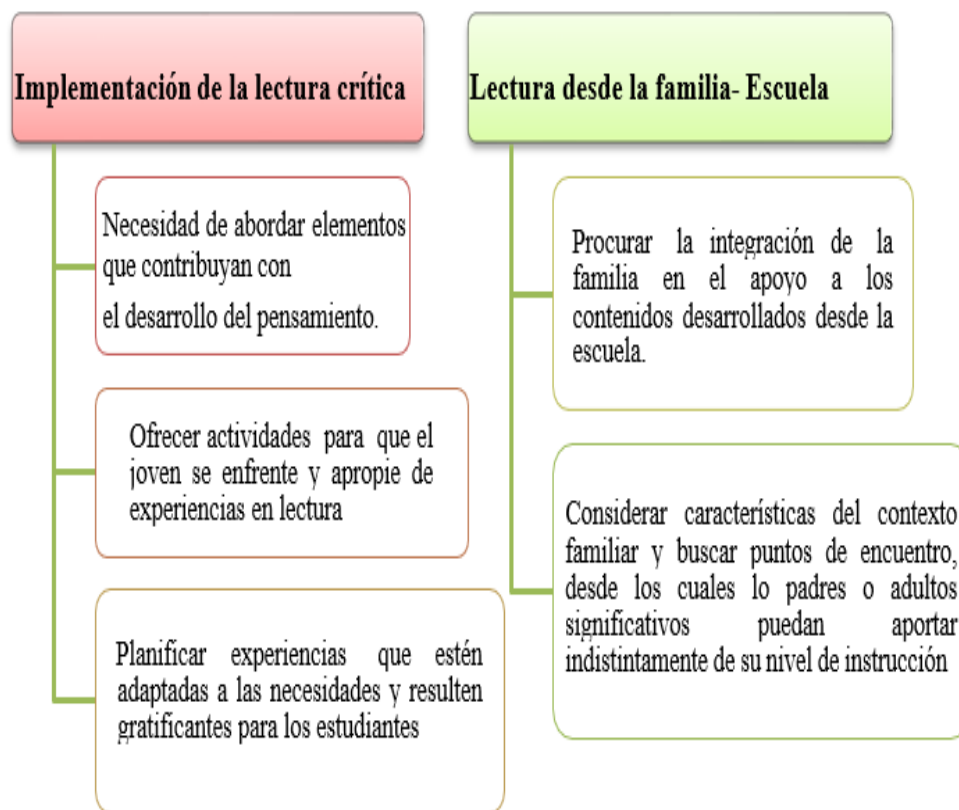 Implementación de la lectura crítica
Necesidad de abordar elementos
que contribuyan con
el desarrollo del pensamiento.
Ofrecer actividades para que el
joven se enfrente y apropie de
experiencias en lectura
Planificar experiencias que estén
adaptadas a las necesidades y resulten
gratificantes para los estudiantes
Lectura desde la familia- Escuela
Procurar la integración de la
familia en el apoyo a los
contenidos desarrollados desde la
escuela.
Considerar características del contexto
familiar y buscar puntos de encuentro,
desde los cuales lo padres o adultos
significativos puedan aportar
indistintamente de su nivel de instrucción